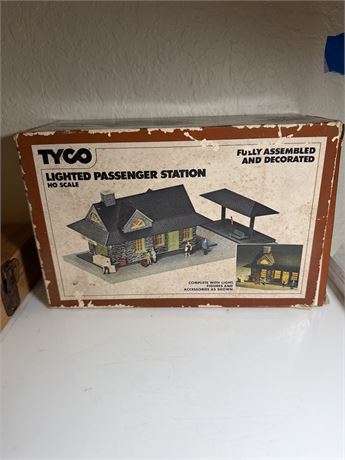 TYCO
LIGHTED PASSENGER STATION
HO SCALE
FULLY ASSEMBLED
AND DECORATED
COMPLETE WITH LIGHT,
FIGURES AND
ACCESSORIES AS SHOWN